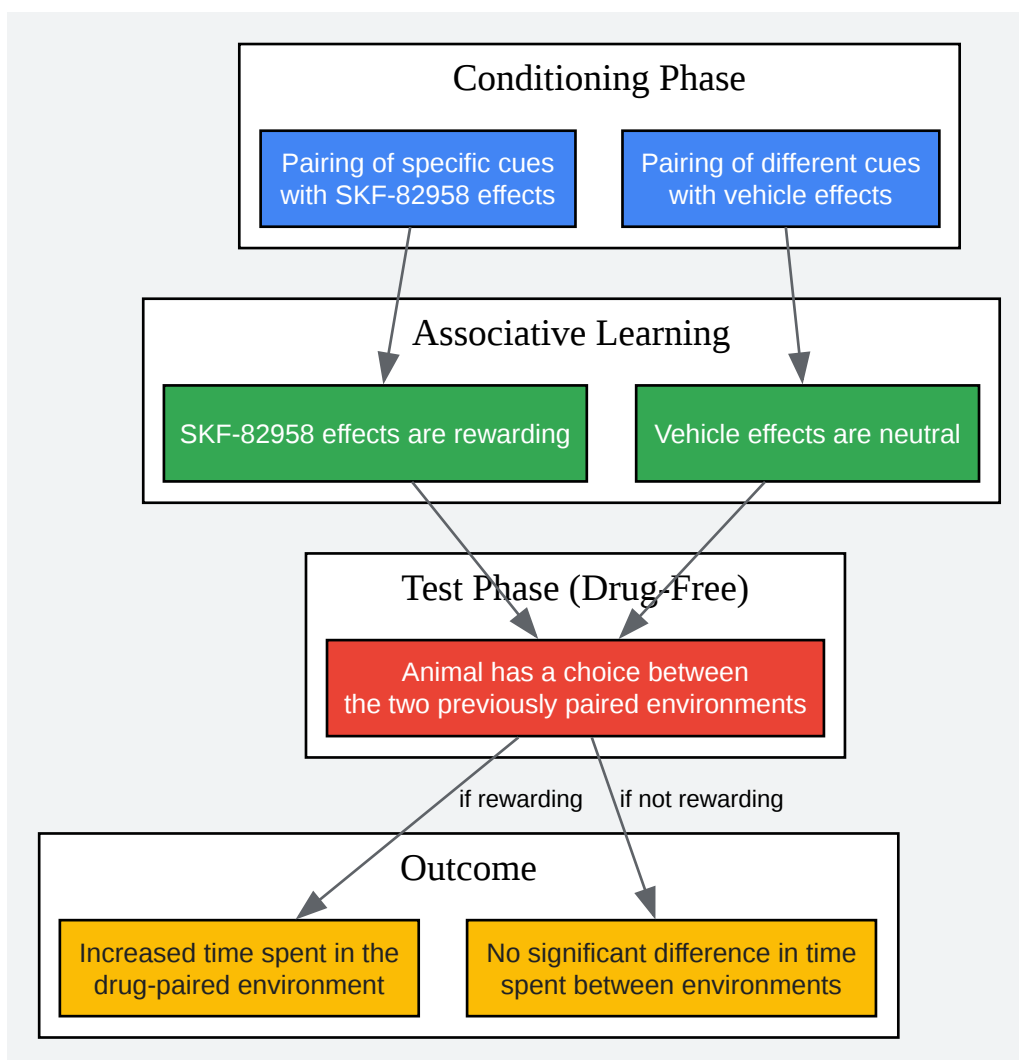 Conditioning Phase
Pairing of specific cues
with SKF-82958 effects
Pairing of different cues
with vehicle effects
Associative Learning
SKF-82958 effects are rewarding
Vehicle effects are neutral
Test Phase (Drug-Free)
Animal has a choice between
the two previously paired environments
if rewarding
if not rewarding
Outcome
Increased time spent in the
drug-paired environment
No significant difference in time
spent between environments